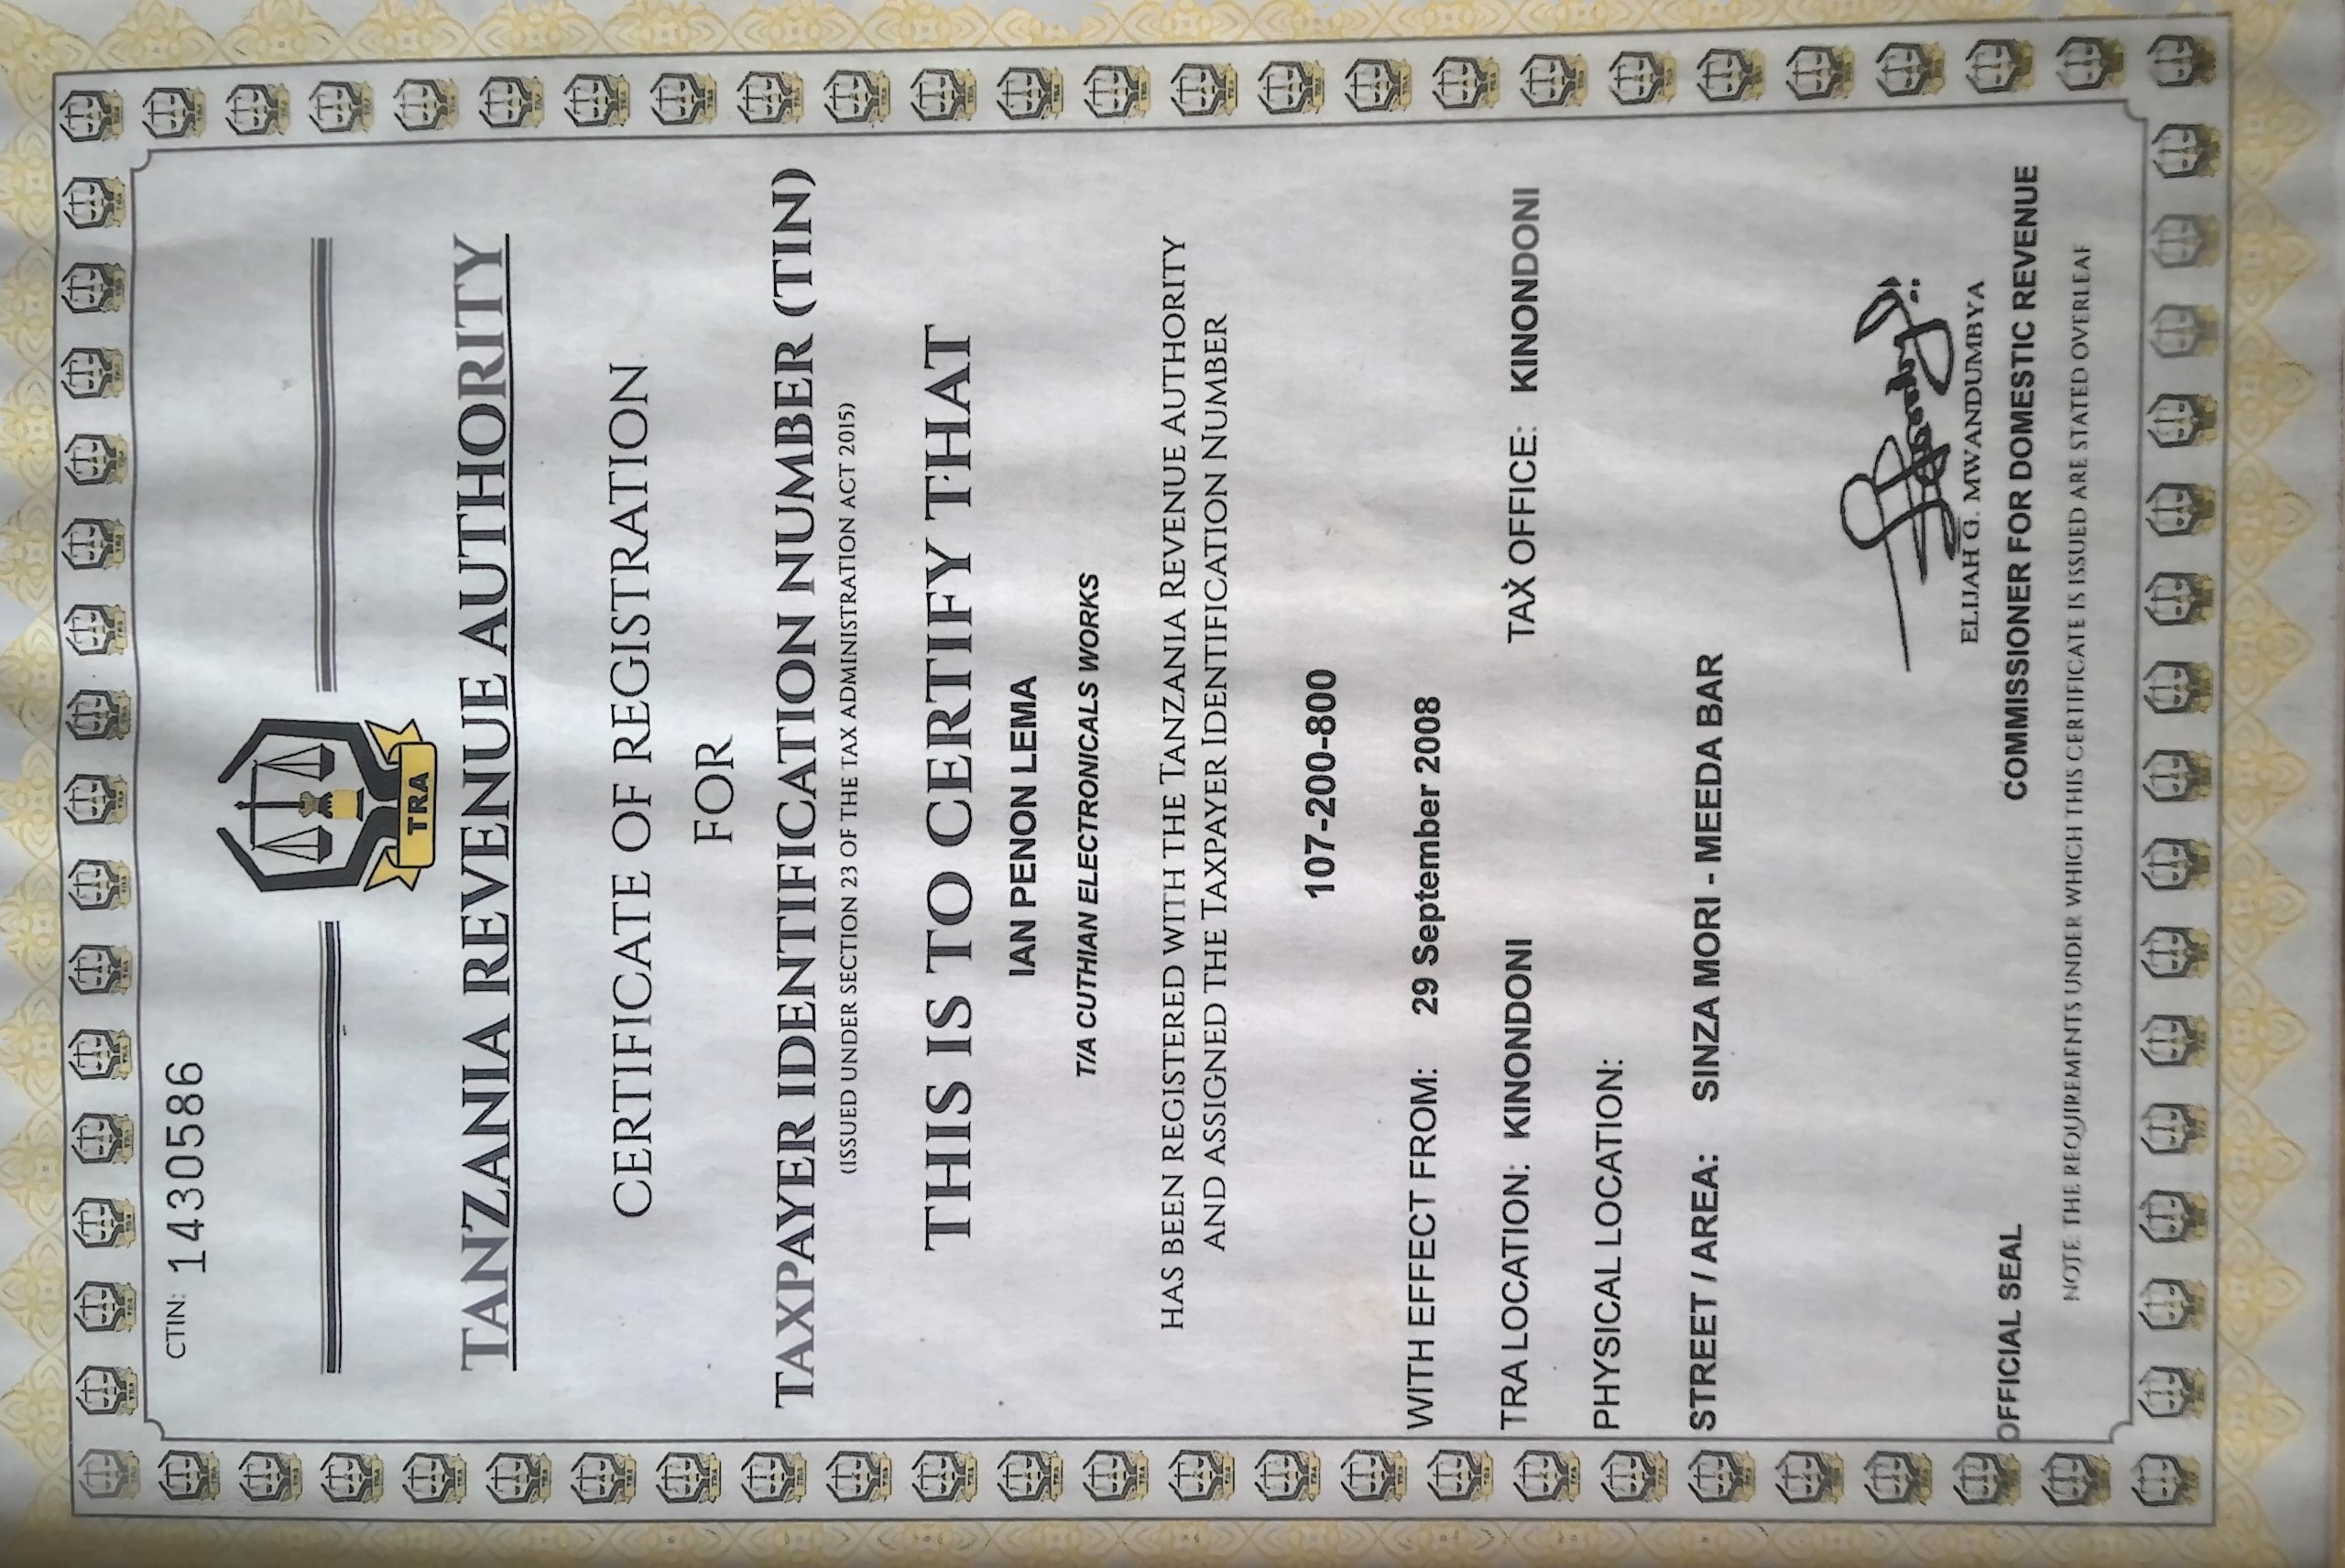 CTIN: 1430586
TRA
TANZANIA REVENUE AUTHORITY
CERTIFICATE OF REGISTRATION
FOR
TAXPAYER IDENTIFICATION NUMBER (TIN)
(ISSUED UNDER SECTION 23 OF THE TAX ADMINISTRATION ACT 2015)
THIS IS TO CERTIFY THAT
IAN PENON LEMA
T/A CUTHIAN ELECTRONICALS WORKS
HAS BEEN REGISTERED WITH THE TANZANIA REVENUE AUTHORITY
AND ASSIGNED THE TAXPAYER IDENTIFICATION NUMBER
107-200-800
WITH EFFECT FROM: 29 September 2008
TRA LOCATION: KINONDONI TAX OFFICE: KINONDONI
PHYSICAL LOCATION:
STREET / AREA: SINZA MORI - MEEDA BAR
ELIJAH G. MWANDUMBYA
COMMISSIONER FOR DOMESTIC REVENUE
OFFICIAL SEAL
NOTE THE REQUIREMENTS UNDER WHICH THIS CERTIFICATE IS ISSUED ARE STATED OVERLEAF